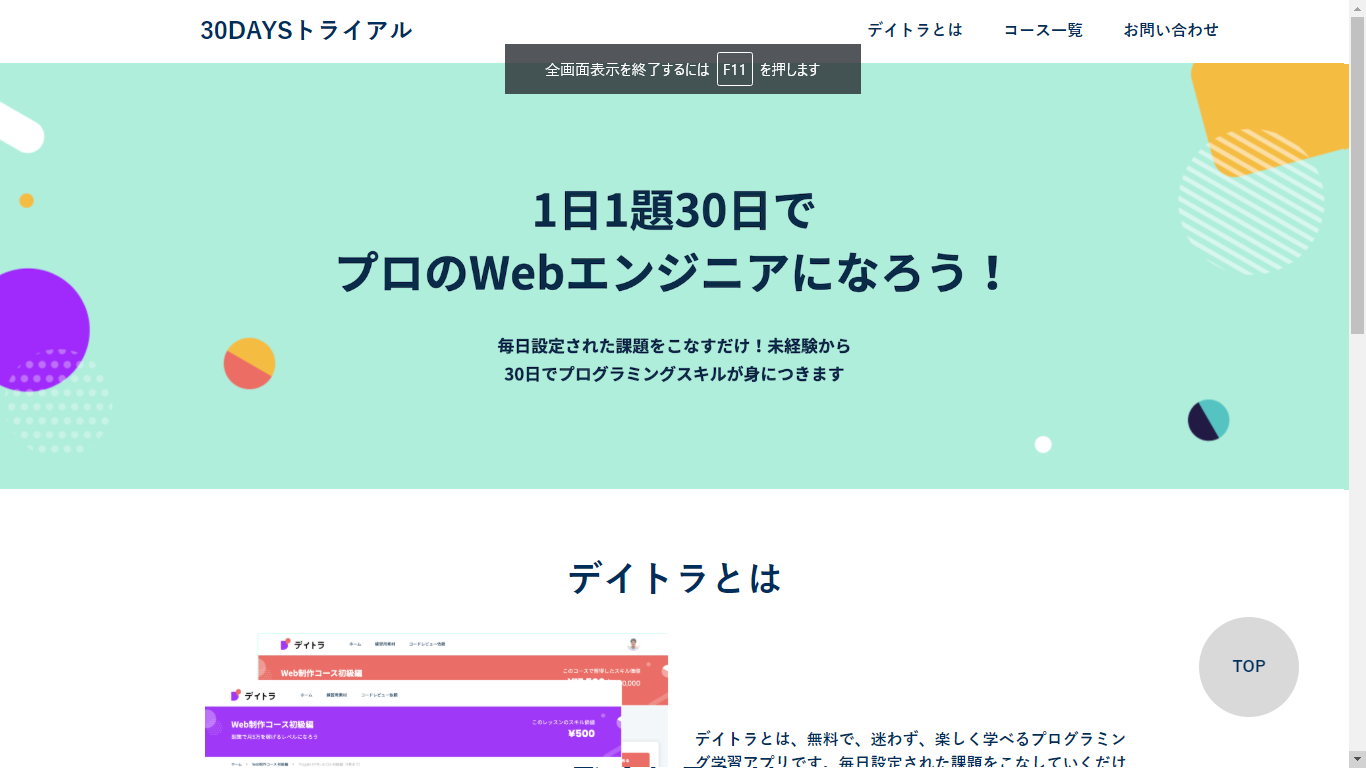 30DAYSトライアル
デイトラとは
コース一覧
お問い合わせ
全画面表示を終了するには F11 を押します
1日1題30日で
プロのWebエンジニアになろう！
毎日設定された課題をこなすだけ！未経験から
30日でプログラミングスキルが身につきます
デイトラとは
デイトラ
ホーム
練習用素材
コードレビュー依頼
Web制作コース初級編
このコースで獲得したスキル価値
デイトラ
ホーム
練習用素材
コードレビュー依頼
Web制作コース初級編
副業で月5万を稼げるレベルになろう
このレッスンのスキル価値
¥500
ホーム
Web制作コース初級編
TOP
デイトラとは、無料で、迷わず、楽しく学べるプログラミン
グ学習アプリです。毎日設定された課題をこなしていくだけ